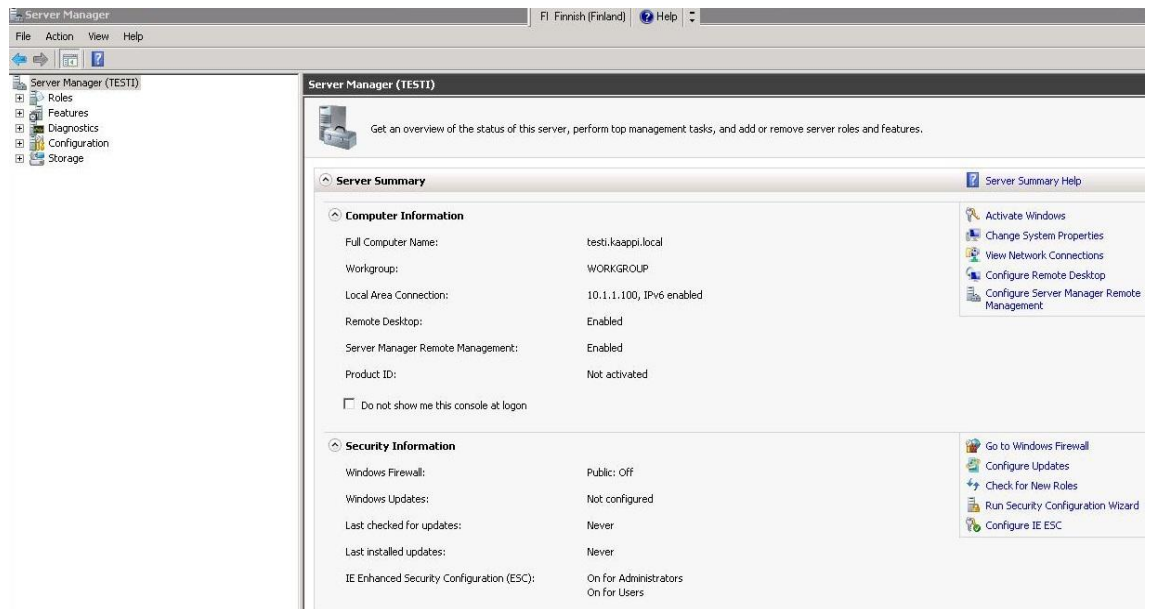 Server Manager
FI Finnish (Finland) Help
File Action View Help
Server Manager (TESTI)
Roles
Features
Diagnostics
Configuration
Storage
Server Manager (TESTI)
Get an overview of the status of this server, perform top management tasks, and add or remove server roles and features.
Server Summary
Server Summary Help
Computer Information
Full Computer Name: testi.kaappi.local
Workgroup: WORKGROUP
Local Area Connection: 10.1.1.100, IPv6 enabled
Remote Desktop: Enabled
Server Manager Remote Management: Enabled
Product ID: Not activated
Do not show me this console at logon
Activate Windows
Change System Properties
View Network Connections
Configure Remote Desktop
Configure Server Manager Remote
Management
Security Information
Windows Firewall: Public: Off
Windows Updates: Not configured
Last checked for updates: Never
Last installed updates: Never
IE Enhanced Security Configuration (ESC): On for Administrators
On for Users
Go to Windows Firewall
Configure Updates
Check for New Roles
Run Security Configuration Wizard
Configure IE ESC